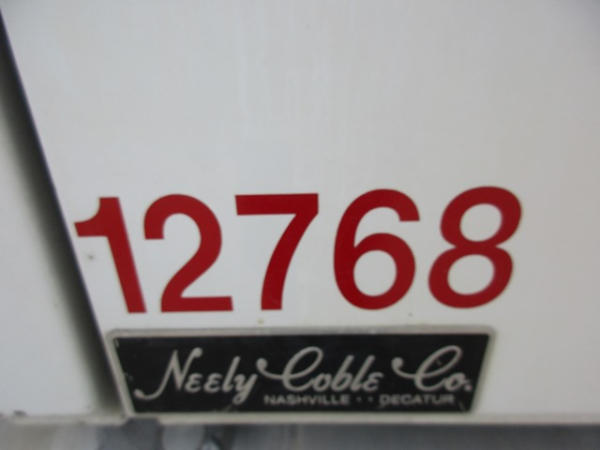 12768
Neely Coble Co.
NASHVILLE · · DECATUR